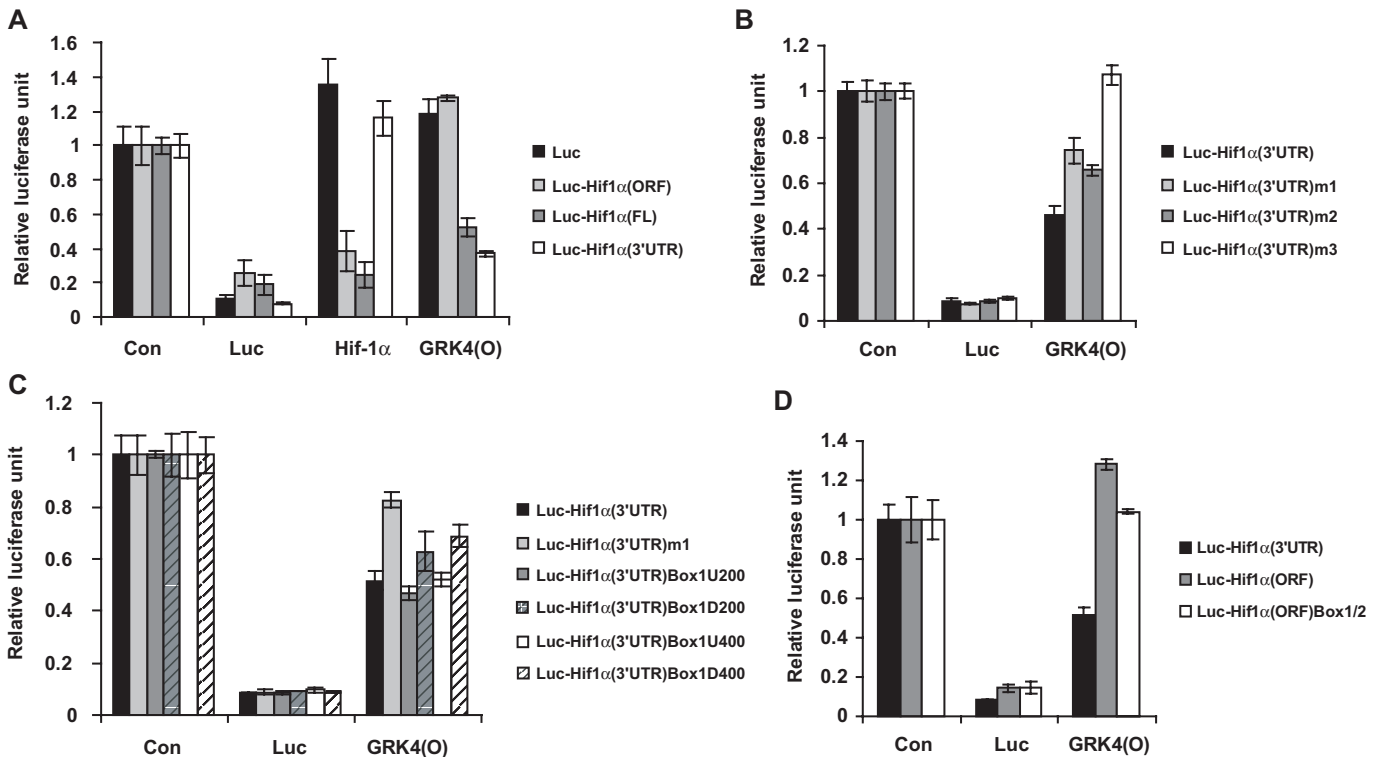 A
Relative luciferase unit
1.6
1.4
1.2
1
0.8
0.6
0.4
0.2
0
Con
Luc
Hif-1α
GRK4(O)
Luc
Luc-Hif1α(ORF)
Luc-Hif1α(FL)
Luc-Hif1α(3'UTR)
B
Relative luciferase unit
1.2
1.0
0.8
0.6
0.4
0.2
0
Con
Luc
GRK4(O)
Luc-Hif1α(3'UTR)
Luc-Hif1α(3'UTR)m1
Luc-Hif1α(3'UTR)m2
Luc-Hif1α(3'UTR)m3
C
Relative luciferase unit
1.2
1
0.8
0.6
0.4
0.2
0
Con
Luc
GRK4(O)
Luc-Hif1α(3'UTR)
Luc-Hif1α(3'UTR)m1
Luc-Hif1α(3'UTR)Box1U200
Luc-Hif1α(3'UTR)Box1D200
Luc-Hif1α(3'UTR)Box1U400
Luc-Hif1α(3'UTR)Box1D400
D
Relative luciferase unit
1.4
1.2
1
0.8
0.6
0.4
0.2
0
Con
Luc
GRK4(O)
Luc-Hif1α(3'UTR)
Luc-Hif1α(ORF)
Luc-Hif1α(ORF)Box1/2